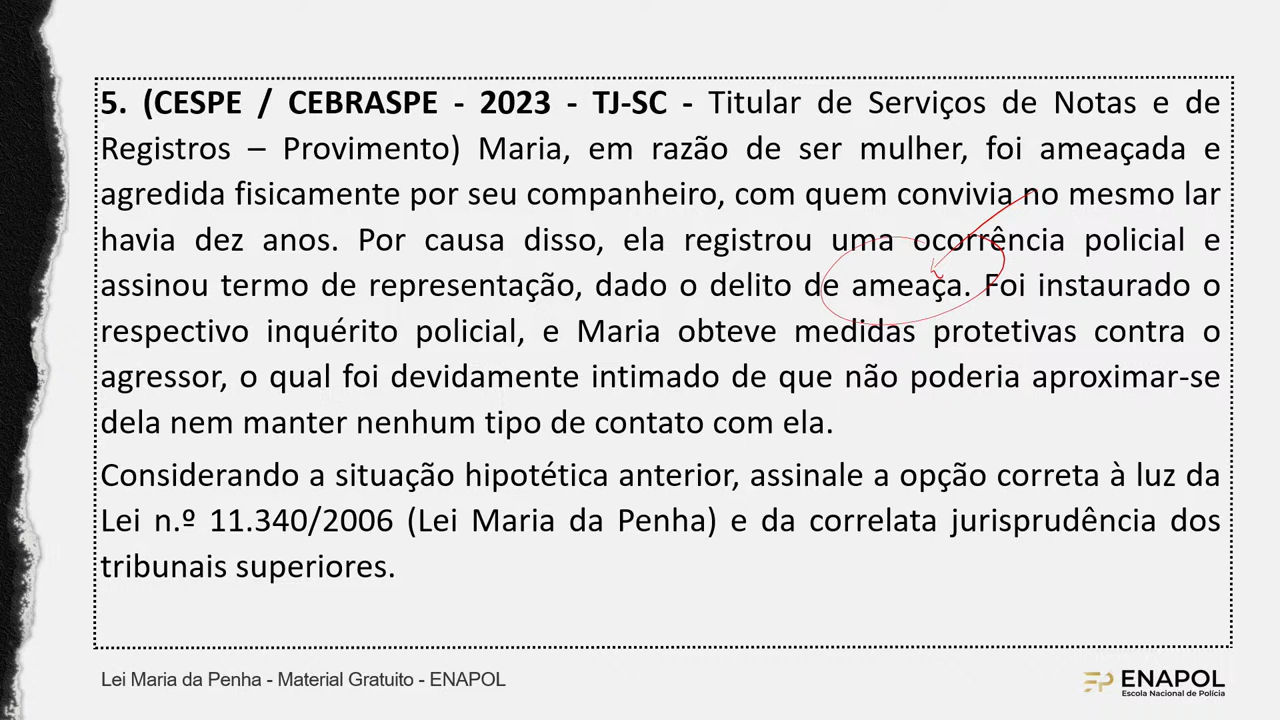 5. (CESPE / CEBRASPE - 2023 - TJ-SC - Titular de Serviços de Notas e de
Registros – Provimento) Maria, em razão de ser mulher, foi ameaçada e
agredida fisicamente por seu companheiro, com quem convivia no mesmo lar
havia dez anos. Por causa disso, ela registrou uma ocorrência policial e
assinou termo de representação, dado o delito de ameaça. Foi instaurado o
respectivo inquérito policial, e Maria obteve medidas protetivas contra o
agressor, o qual foi devidamente intimado de que não poderia aproximar-se
dela nem manter nenhum tipo de contato com ela.
Considerando a situação hipotética anterior, assinale a opção correta à luz da
Lei n.º 11.340/2006 (Lei Maria da Penha) e da correlata jurisprudência dos
tribunais superiores.
Lei Maria da Penha - Material Gratuito - ENAPOL
ENAPOL
Escola Nacional de Polícia